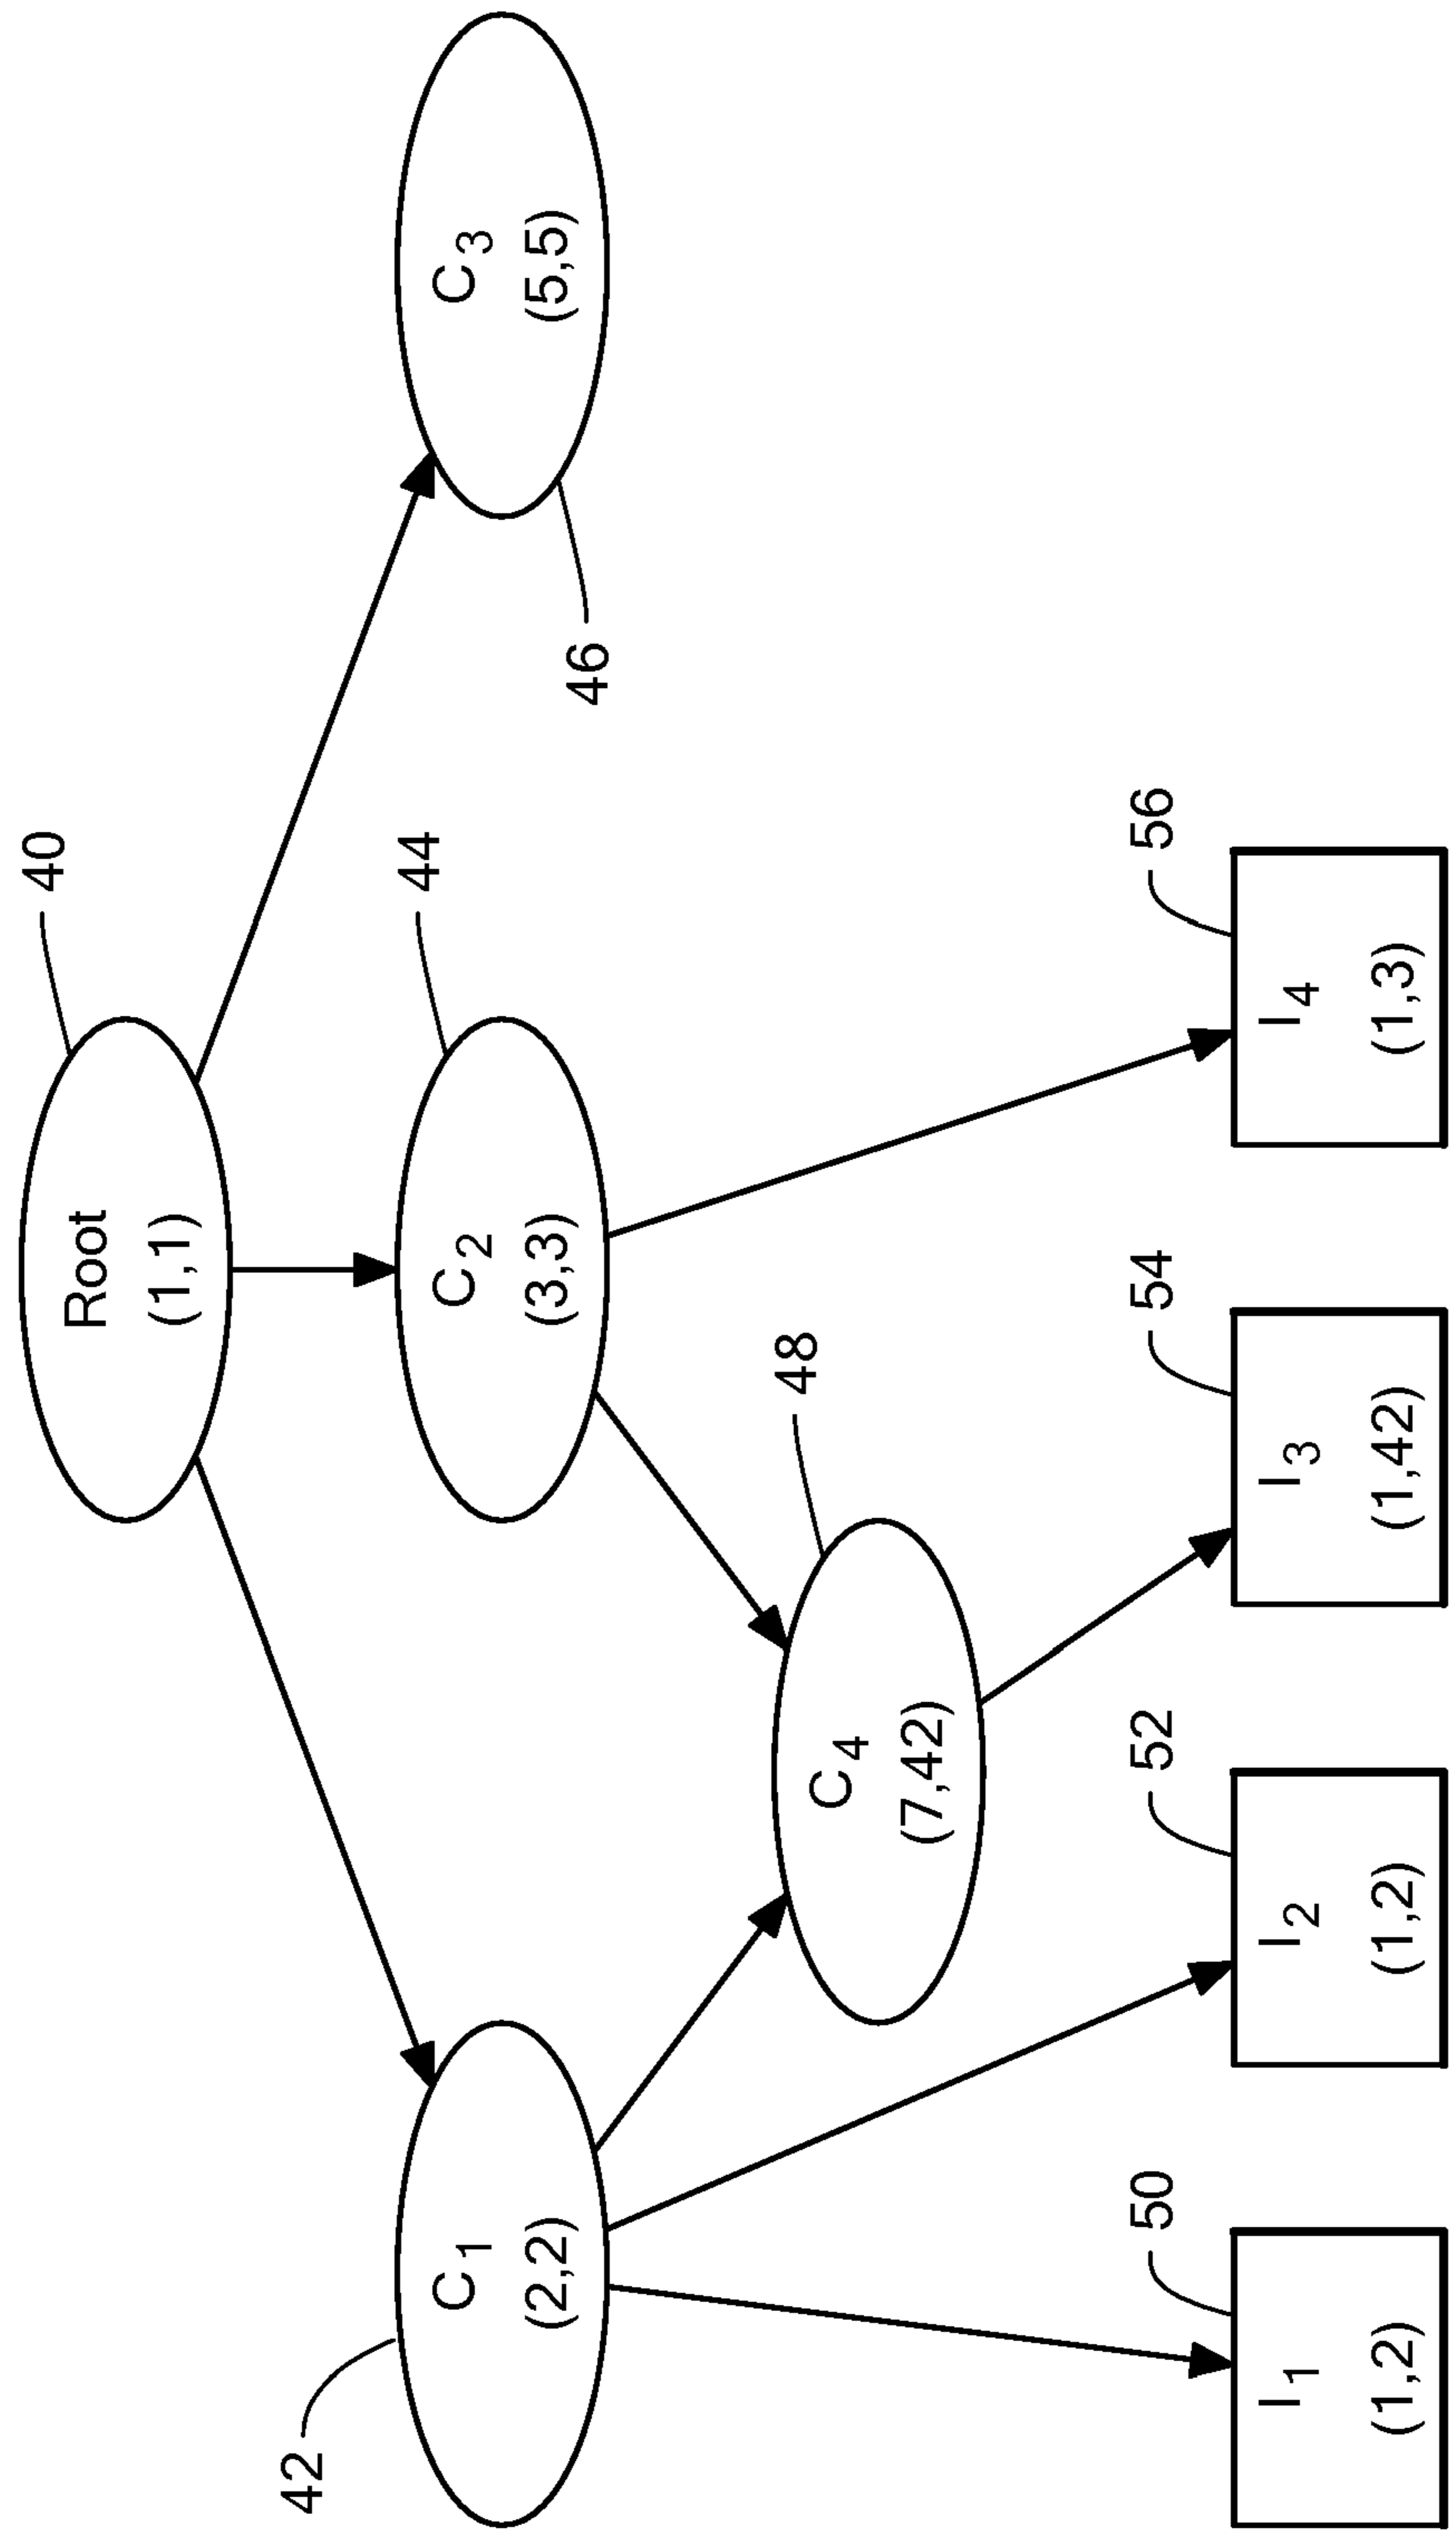 40
Root
(1,1)
42
C1
(2,2)
44
C2
(3,3)
C3
(5,5)
46
48
C4
(7,42)
50
52
54
56
I1
(1,2)
I2
(1,2)
I3
(1,42)
I4
(1,3)